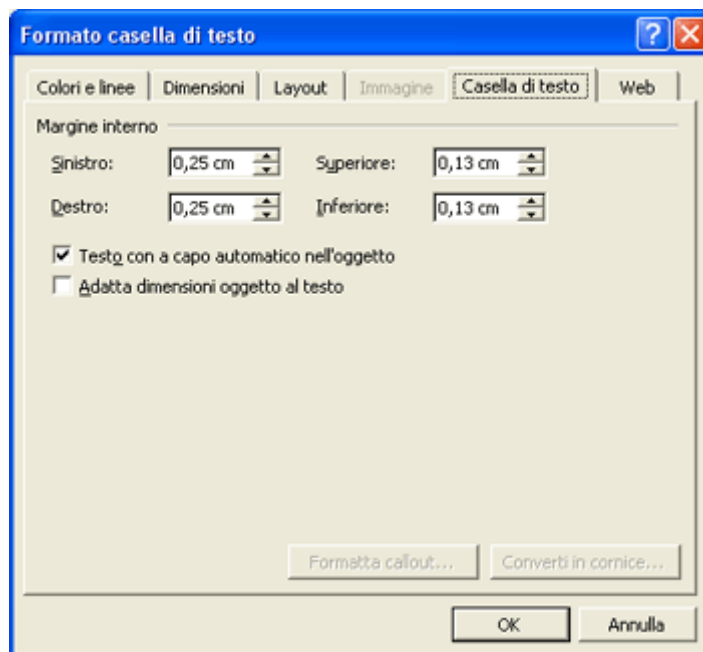 Formato casella di testo
Colori e linee Dimensioni Layout Immagine Casella di testo Web
Margine interno
Sinistro: 0,25 cm Superiore: 0,13 cm
Destro: 0,25 cm Inferiore: 0,13 cm
Testo con a capo automatico nell'oggetto
Adatta dimensioni oggetto al testo
Formatta callout... Converti in cornice...
OK Annulla